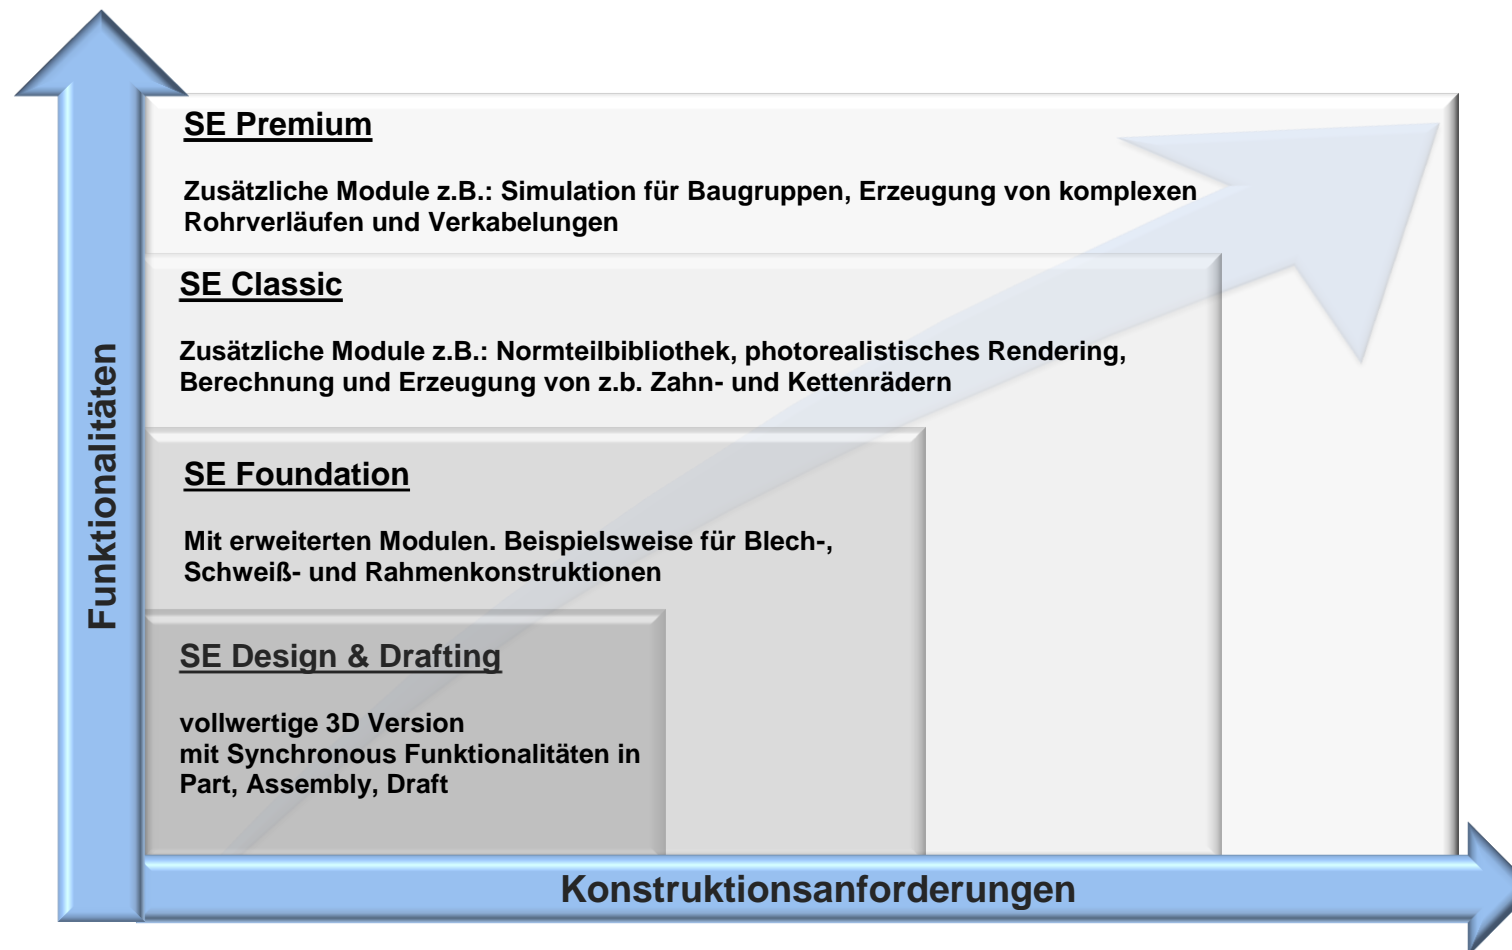 SE Premium
Zusätzliche Module z.B.: Simulation für Baugruppen, Erzeugung von komplexen
Rohrverläufen und Verkabelungen
SE Classic
Zusätzliche Module z.B.: Normteilbibliothek, photorealistisches Rendering,
Berechnung und Erzeugung von z.b. Zahn- und Kettenrädern
SE Foundation
Mit erweiterten Modulen. Beispielsweise für Blech-,
Schweiß- und Rahmenkonstruktionen
SE Design & Drafting
vollwertige 3D Version
mit Synchronous Funktionalitäten in
Part, Assembly, Draft
Funktionalitäten
Konstruktionsanforderungen